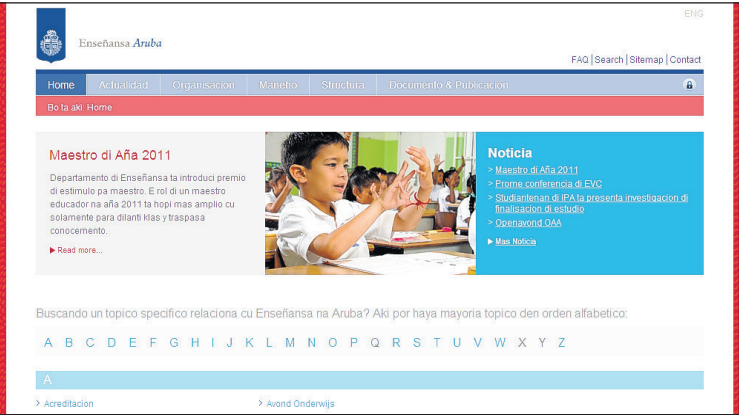 ENG
Enseñansa Aruba
FAQ | Search | Sitemap | Contact
Home Actualidad Organisacion Maneho Structura Documento & Publicacion
Bo ta aki: Home
Maestro di Aña 2011
Departamento di Enseñansa ta introduci premio
di estimulo pa maestro. E rol di un maestro
educador na aña 2011 ta hopi mas amplio cu
solamente para dilanti klas y traspasa
conocemento.
Read more...
Noticia
> Maestro di Aña 2011
> Prome conferencia di EVC
> Studiantenan di IPA ta presenta investigacion di
finalisacion di estudio
> Openavond OAA
Mas Noticia
Buscando un topico specifico relaciona cu Enseñansa na Aruba? Aki por haya mayoria topico den orden alfabetico:
A B C D E F G H I J K L M N O P Q R S T U V W X Y Z
A
> Acreditacion
> Avond Onderwijs